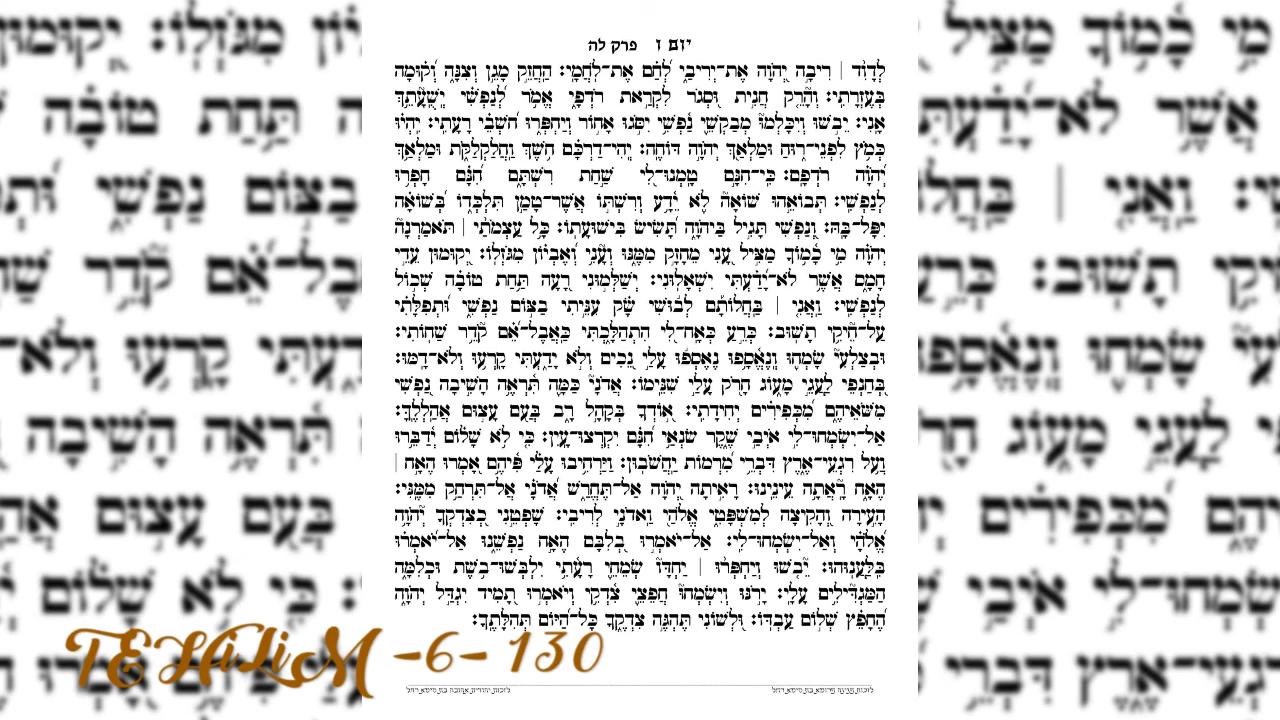 יום ז פרק לה
לְדָוִד | רִיבָה יְהוָה אֶת־יְרִיבַי לְחַם אֶת־לֹחֲמָי׃ הַחֲזֵק מָגֵן וְצִנָּה וְקוּמָה
בְּעֶזְרָתִי׃ וְהָרֵק חֲנִית וּסְגֹר לִקְרַאת רֹדְפָי אֱמֹר לְנַפְשִׁי יְשֻׁעָתֵךְ
אָנִי׃ יֵבֹשׁוּ וְיִכָּלְמוּ מְבַקְשֵׁי נַפְשִׁי יִסֹּגוּ אָחוֹר וְיַחְפְּרוּ חֹשְׁבֵי רָעָתִי׃ יִהְיוּ
כְּמֹץ לִפְנֵי־רוּחַ וּמַלְאַךְ יְהוָה דּוֹחֶה׃ יְהִי־דַרְכָּם חֹשֶׁךְ וַחֲלַקְלַקֹּת וּמַלְאַךְ
יְהוָה רֹדְפָם׃ כִּי־חִנָּם טָמְנוּ־לִי שַׁחַת רִשְׁתָּם חִנָּם חָפְרוּ
לְנַפְשִׁי׃ תְּבוֹאֵהוּ שׁוֹאָה לֹא יֵדָע וְרִשְׁתּוֹ אֲשֶׁר־טָמַן תִּלְכְּדוֹ בְּשׁוֹאָה
יִפָּל־בָּהּ׃ וְנַפְשִׁי תָּגִיל בַּיהוָה תָּשִׂישׂ בִּישׁוּעָתוֹ׃ כָּל עַצְמֹתַי | תֹּאמַרְנָה
יְהוָה מִי כָמוֹךָ מַצִּיל עָנִי מֵחָזָק מִמֶּנּוּ וְעָנִי וְאֶבְיוֹן מִגֹּזְלוֹ׃ יְקוּמוּן עֵדֵי
חָמָס אֲשֶׁר לֹא־יָדַעְתִּי יִשְׁאָלוּנִי׃ יְשַׁלְּמוּנִי רָעָה תַּחַת טוֹבָה שְׁכוֹל
לְנַפְשִׁי׃ וַאֲנִי | בַּחֲלוֹתָם לְבוּשִׁי שָׂק עִנֵּיתִי בַצּוֹם נַפְשִׁי וּתְפִלָּתִי
עַל־חֵיקִי תָשׁוּב׃ כְּרֵעַ כְּאָח־לִי הִתְהַלָּכְתִּי כַּאֲבֶל־אֵם קֹדֵר שַׁחוֹתִי׃
וּבְצַלְעִי שָׂמְחוּ וְנֶאֱסָפוּ נֶאֶסְפוּ עָלַי נֵכִים וְלֹא יָדַעְתִּי קָרְעוּ וְלֹא־דָמּוּ׃
בְּחַנְפֵי לַעֲגֵי מָעוֹג חָרֹק עָלַי שִׁנֵּימוֹ׃ אֲדֹנָי כַּמָּה תִּרְאֶה הָשִׁיבָה נַפְשִׁי
מִשֹּׁאֵיהֶם מִכְּפִירִים יְחִידָתִי׃ אוֹדְךָ בְּקָהָל רָב בְּעַם עָצוּם אֲהַלְלֶךָּ׃
אַל־יִשְׂמְחוּ־לִי אֹיְבַי שֶׁקֶר שֹׂנְאַי חִנָּם יִקְרְצוּ־עָיִן׃ כִּי לֹא שָׁלוֹם יְדַבֵּרוּ
וְעַל רִגְעֵי־אֶרֶץ דִּבְרֵי מִרְמוֹת יַחֲשֹׁבוּן׃ וַיַּרְחִיבוּ עָלַי פִּיהֶם אָמְרוּ הֶאָח |
הֶאָח רָאֲתָה עֵינֵינוּ׃ רָאִיתָה יְהוָה אַל־תֶּחֱרַשׁ אֲדֹנָי אַל־תִּרְחַק מִמֶּנִּי׃
הָעִירָה וְהָקִיצָה לְמִשְׁפָּטִי אֱלֹהַי וַאדֹנָי לְרִיבִי׃ שָׁפְטֵנִי כְצִדְקְךָ יְהוָה
אֱלֹהָי וְאַל־יִשְׂמְחוּ־לִי׃ אַל־יֹאמְרוּ בְלִבָּם הֶאָח נַפְשֵׁנוּ אַל־יֹאמְרוּ
בִּלַּעֲנוּהוּ׃ יֵבֹשׁוּ וְיַחְפְּרוּ | יַחְדָּו שְׂמֵחֵי רָעָתִי יִלְבְּשׁוּ־בֹשֶׁת וּכְלִמָּה
הַמַּגְדִּילִים עָלָי׃ יָרֹנּוּ וְיִשְׂמְחוּ חֲפֵצֵי צִדְקִי וְיֹאמְרוּ תָמִיד יִגְדַּל יְהוָה
הֶחָפֵץ שְׁלוֹם עַבְדּוֹ׃ וּלְשׁוֹנִי תֶּהְגֶּה צִדְקֶךָ כָּל־הַיּוֹם תְּהִלָּתֶךָ׃
TEHiLiM -6- 130